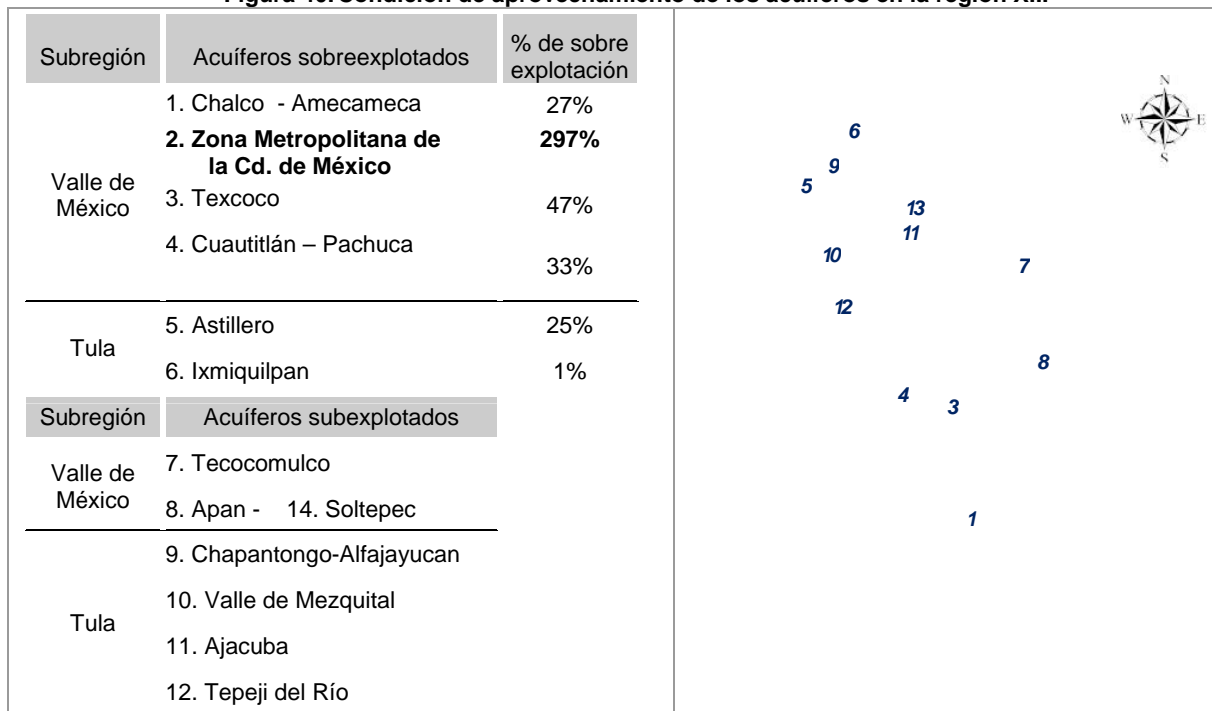 Subregión Acuíferos sobreexplotados % de sobre explotación
1. Chalco - Amecameca 27%
2. Zona Metropolitana de la Cd. de México 297%
Valle de México
3. Texcoco 47%
4. Cuautitlán – Pachuca 33%
Tula
5. Astillero 25%
6. Ixmiquilpan 1%
Subregión Acuíferos subexplotados
Valle de México
7. Tecocomulco
8. Apan - 14. Soltepec
Tula
9. Chapantongo-Alfajayucan
10. Valle de Mezquital
11. Ajacuba
12. Tepeji del Río
N
W E
S
6
9
5
13
11
10
7
12
8
4
3
1